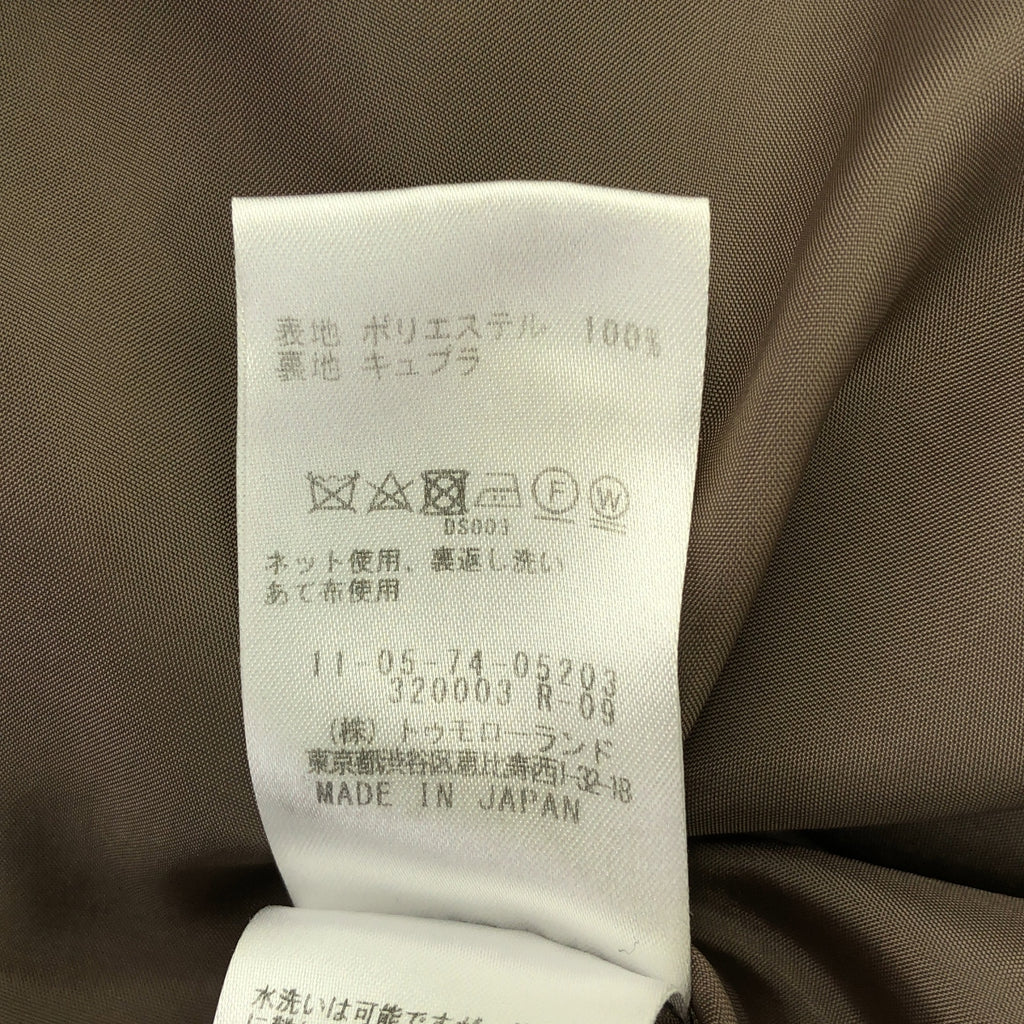 表地 ポリエステル 100%
裏地 キュプラ
F W
DS003
ネット使用、裏返し洗い
あて布使用
11-05-74-05203
320003 R-09
(株)トゥモローランド
東京都渋谷区恵比寿西1-32-18
MADE IN JAPAN
水洗いは可能ですが